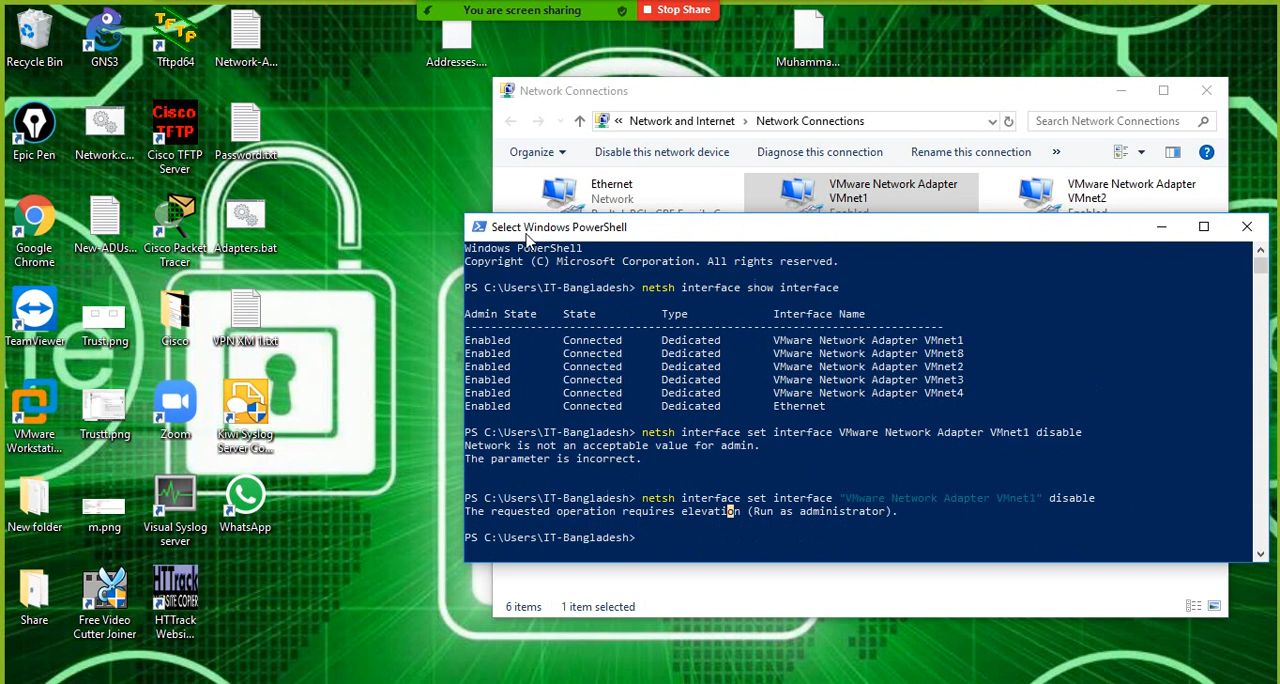 You are screen sharing
Stop Share
Recycle Bin
GNS3
Tftpd64
Network-A...
Addresses....
Muhamma...
TFTP
Epic Pen
Network.c...
Cisco
TFTP
Cisco TFTP
Server
Password.txt
Google
Chrome
New-ADUs...
Cisco Packet
Tracer
Adapters.bat
TeamViewer
Trust.png
Cisco
VPN XM 1.txt
VMware
Workstati...
Trustt.png
Zoom
Kiwi Syslog
Server Co...
New folder
m.png
Visual Syslog
server
WhatsApp
Share
Free Video
Cutter Joiner
HTTrack
WEBSITE COPIER
HTTrack
Websi...
Network Connections
« Network and Internet › Network Connections
Search Network Connections
Organize
Disable this network device
Diagnose this connection
Rename this connection
»
Ethernet
Network
VMware Network Adapter
VMnet1
Enabled
VMware Network Adapter
VMnet2
Enabled
Select Windows PowerShell
Windows PowerShell
Copyright (C) Microsoft Corporation. All rights reserved.
PS C:\Users\IT-Bangladesh> netsh interface show interface
Admin State    State          Type             Interface Name
-------------------------------------------------------------------------
Enabled        Connected      Dedicated        VMware Network Adapter VMnet1
Enabled        Connected      Dedicated        VMware Network Adapter VMnet8
Enabled        Connected      Dedicated        VMware Network Adapter VMnet2
Enabled        Connected      Dedicated        VMware Network Adapter VMnet3
Enabled        Connected      Dedicated        VMware Network Adapter VMnet4
Enabled        Connected      Dedicated        Ethernet
PS C:\Users\IT-Bangladesh> netsh interface set interface VMware Network Adapter VMnet1 disable
Network is not an acceptable value for admin.
The parameter is incorrect.
PS C:\Users\IT-Bangladesh> netsh interface set interface "VMware Network Adapter VMnet1" disable
The requested operation requires elevation (Run as administrator).
PS C:\Users\IT-Bangladesh>
6 items
1 item selected